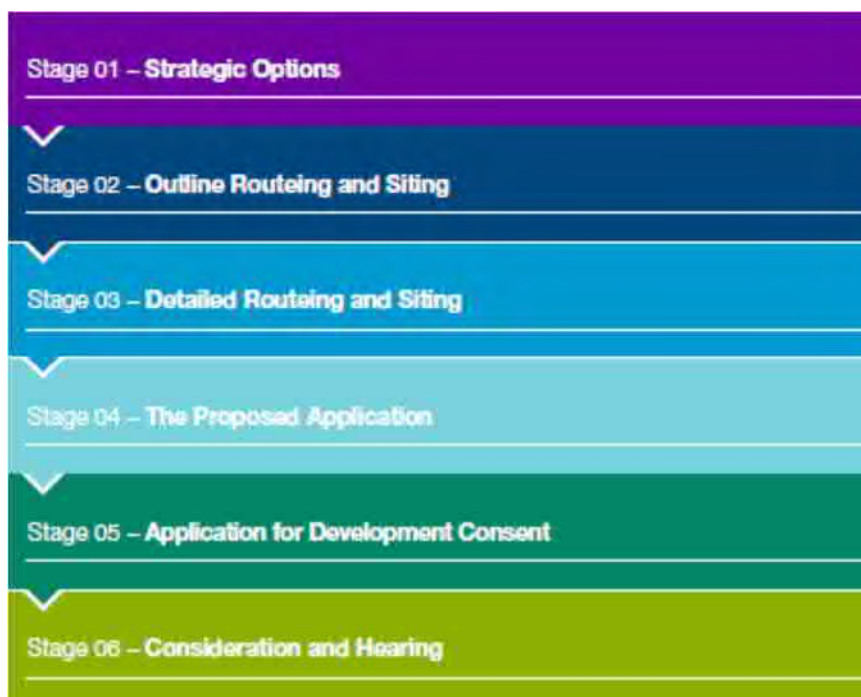 Stage 01 – Strategic Options
Stage 02 – Outline Routeing and Siting
Stage 03 – Detailed Routeing and Siting
Stage 04 – The Proposed Application
Stage 05 – Application for Development Consent
Stage 06 – Consideration and Hearing